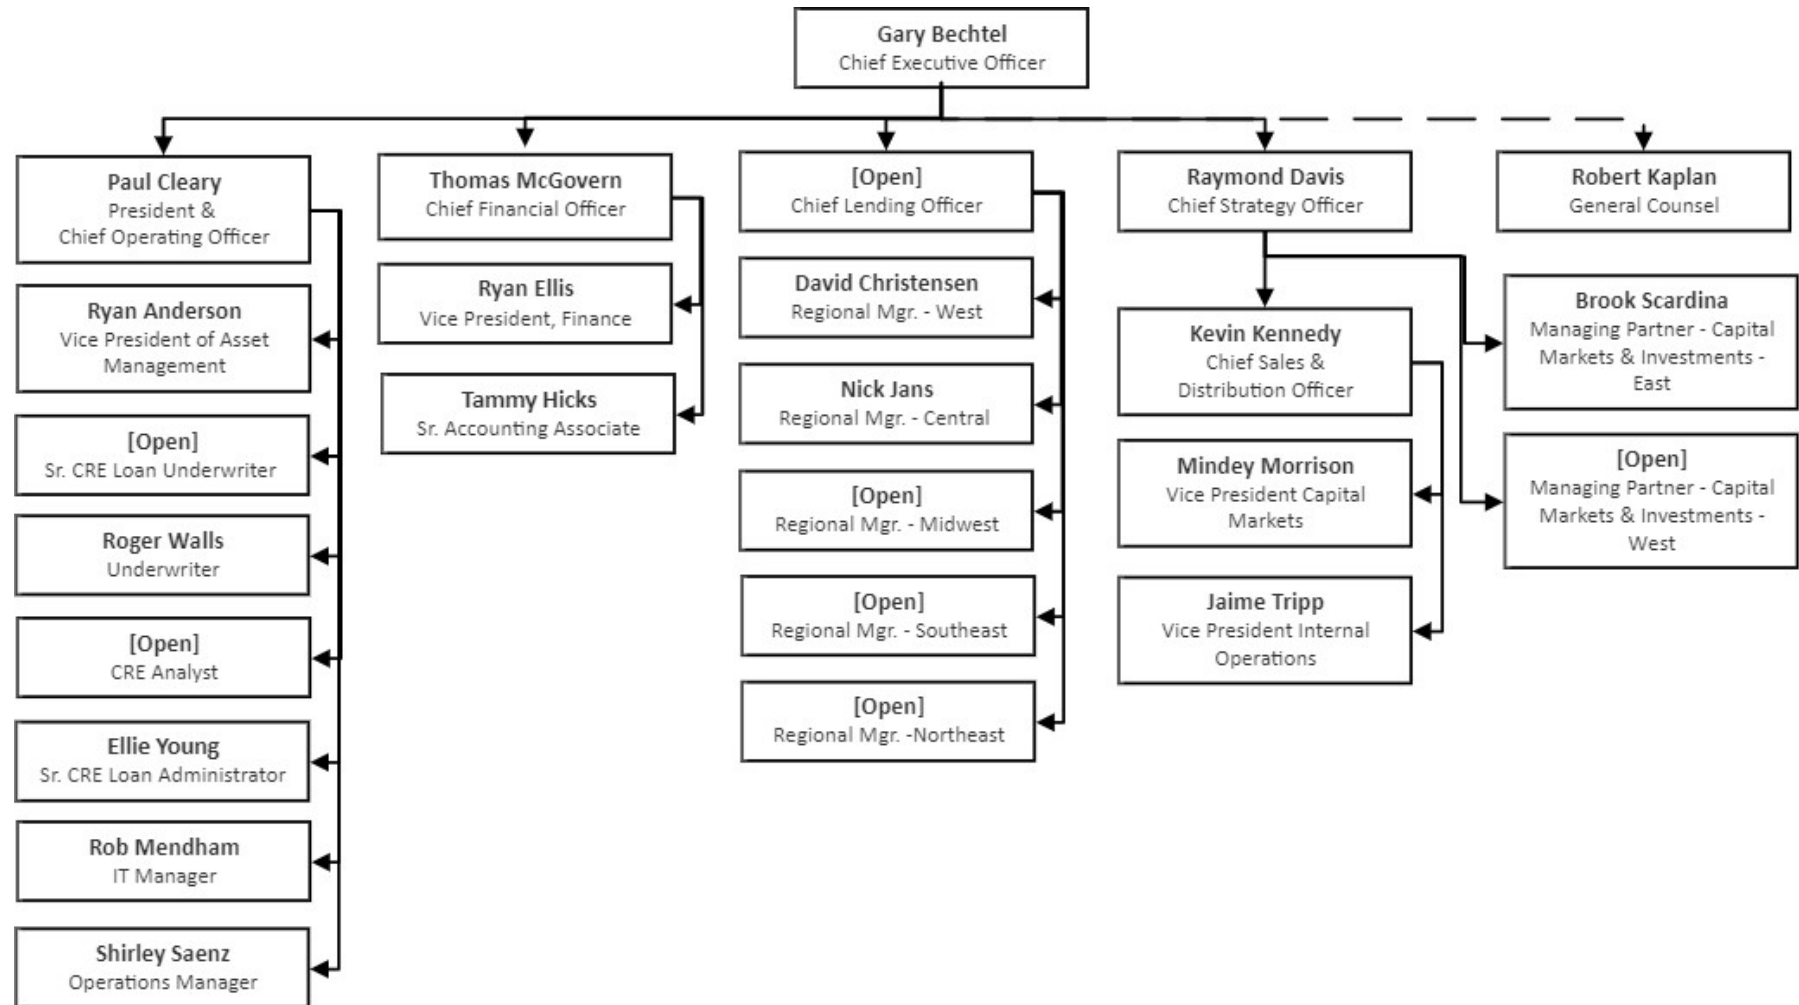 Gary Bechtel
Chief Executive Officer
Paul Cleary
President &
Chief Operating Officer
Ryan Anderson
Vice President of Asset
Management
[Open]
Sr. CRE Loan Underwriter
Roger Walls
Underwriter
[Open]
CRE Analyst
Ellie Young
Sr. CRE Loan Administrator
Rob Mendham
IT Manager
Shirley Saenz
Operations Manager
Thomas McGovern
Chief Financial Officer
Ryan Ellis
Vice President, Finance
Tammy Hicks
Sr. Accounting Associate
[Open]
Chief Lending Officer
David Christensen
Regional Mgr. - West
Nick Jans
Regional Mgr. - Central
[Open]
Regional Mgr. - Midwest
[Open]
Regional Mgr. - Southeast
[Open]
Regional Mgr. -Northeast
Raymond Davis
Chief Strategy Officer
Kevin Kennedy
Chief Sales &
Distribution Officer
Mindey Morrison
Vice President Capital
Markets
Jaime Tripp
Vice President Internal
Operations
Robert Kaplan
General Counsel
Brook Scardina
Managing Partner - Capital
Markets & Investments -
East
[Open]
Managing Partner - Capital
Markets & Investments -
West